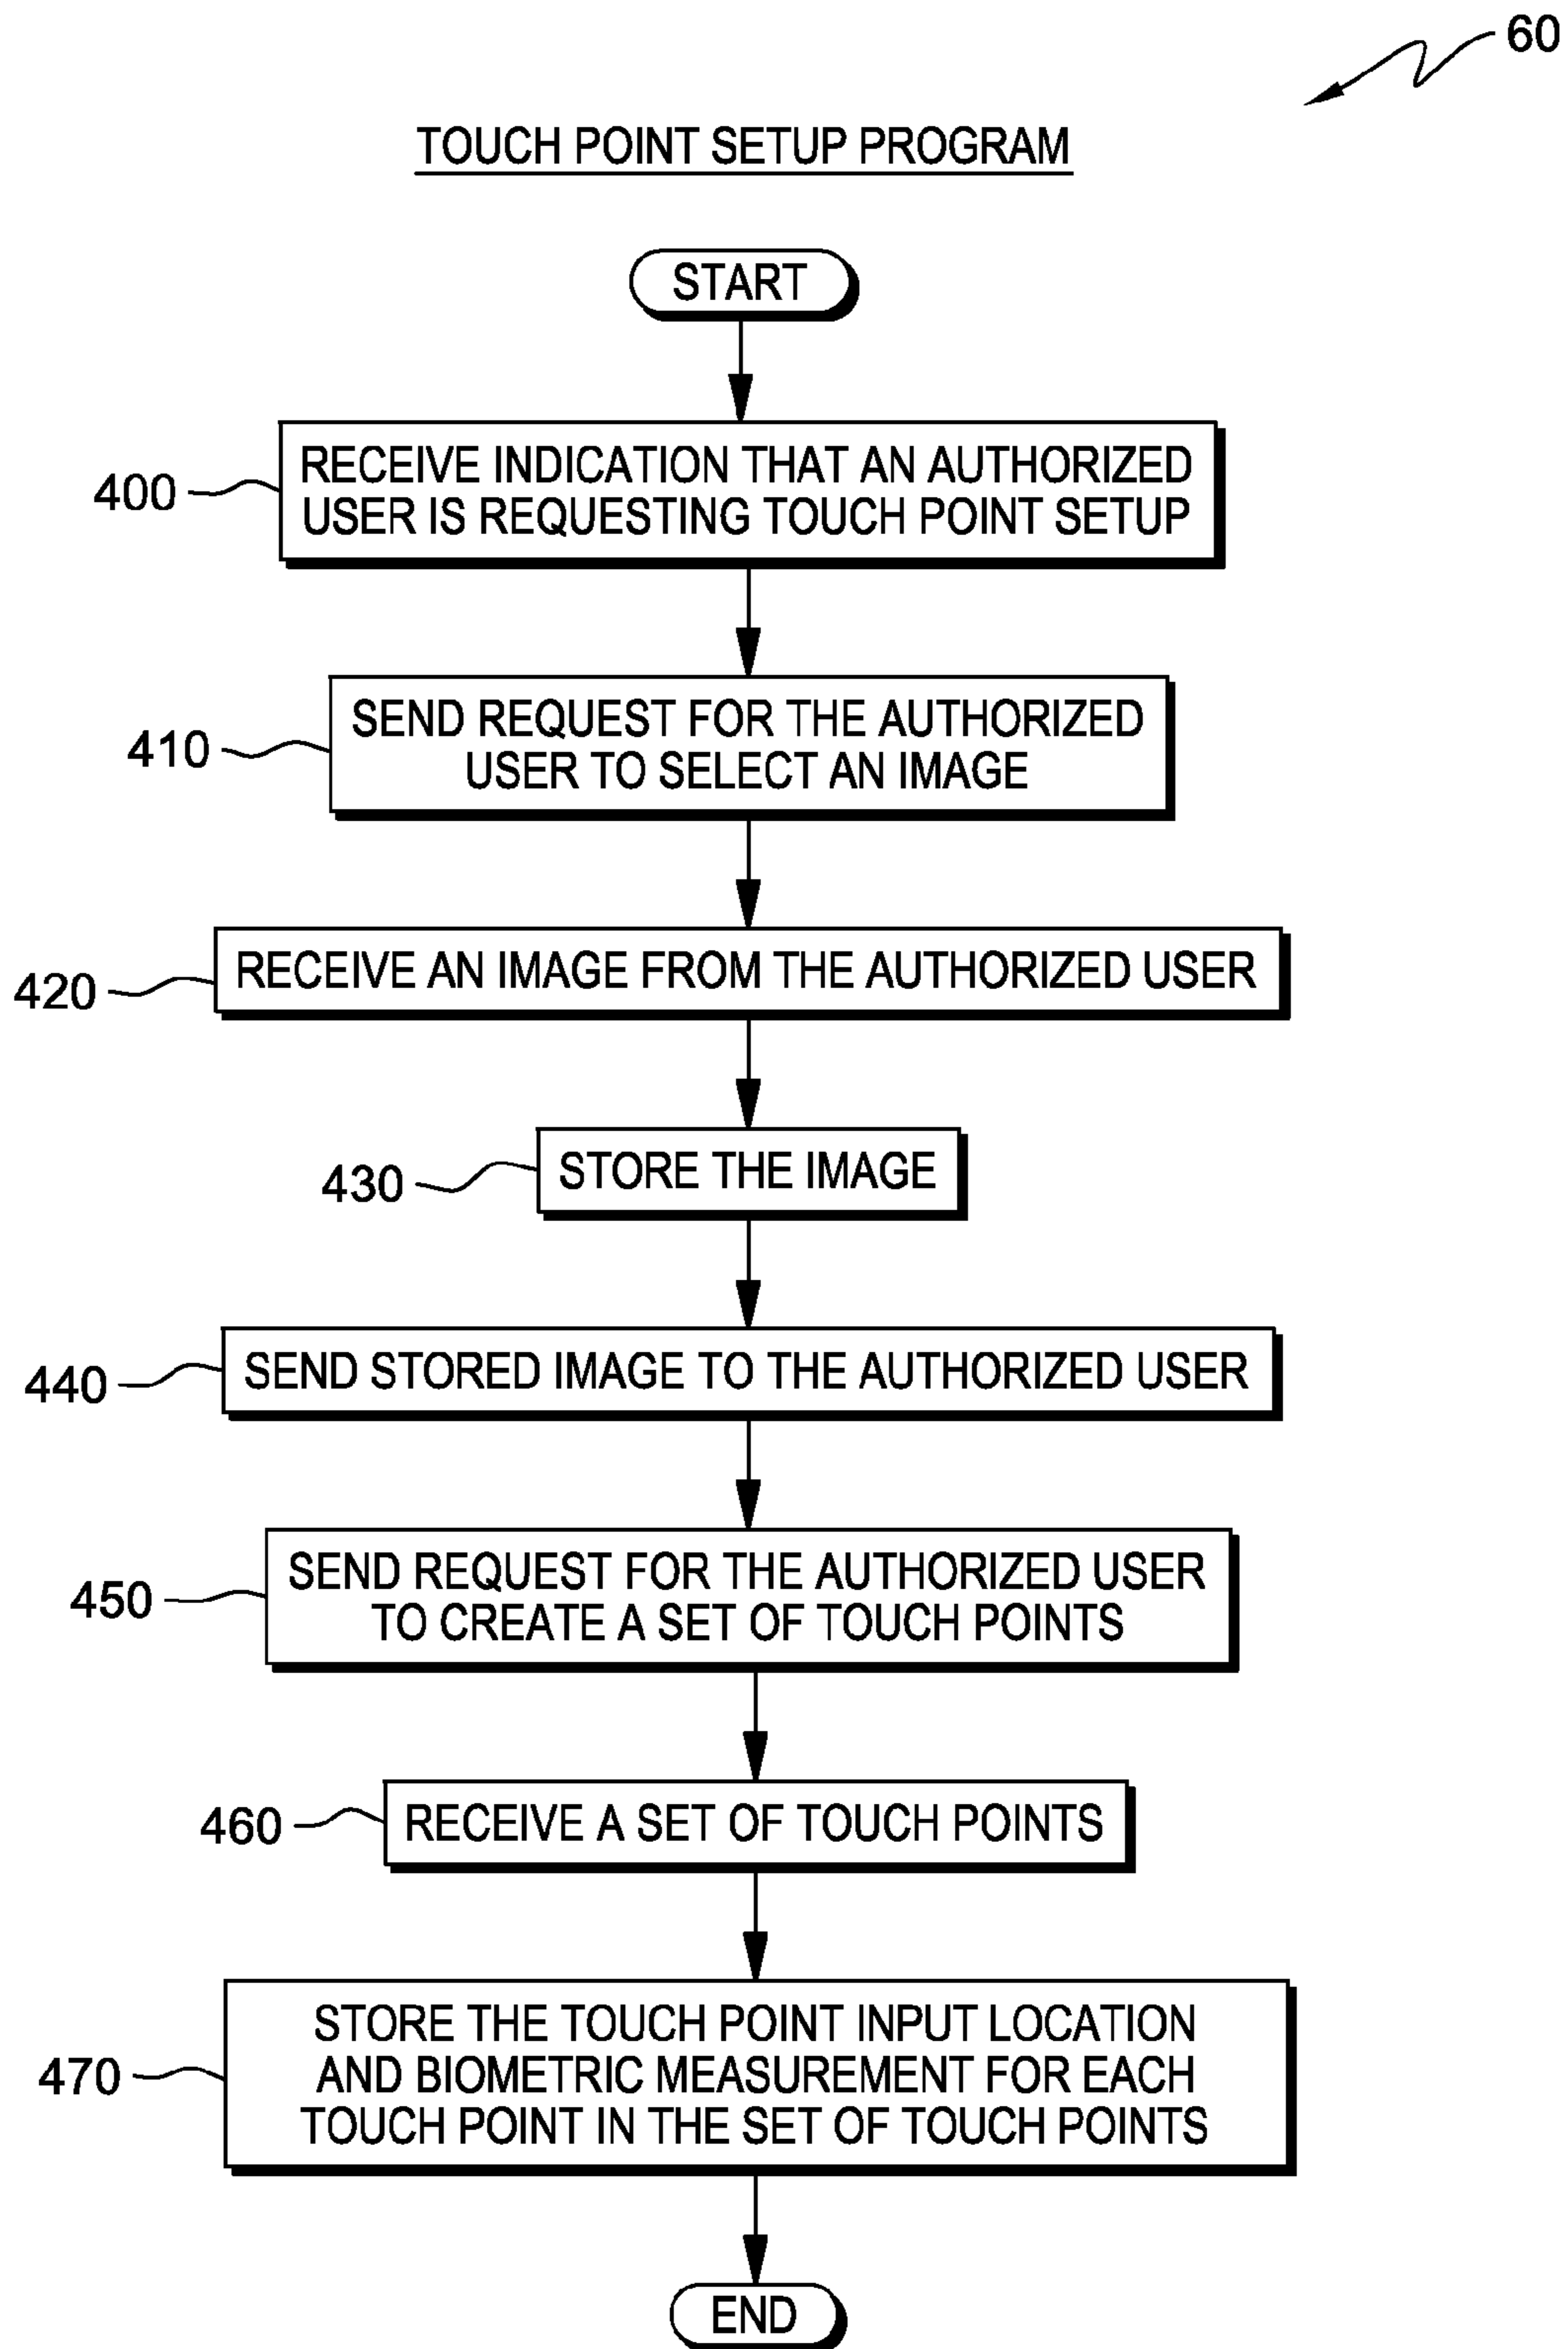 60
TOUCH POINT SETUP PROGRAM
START
400
RECEIVE INDICATION THAT AN AUTHORIZED
USER IS REQUESTING TOUCH POINT SETUP
410
SEND REQUEST FOR THE AUTHORIZED
USER TO SELECT AN IMAGE
420
RECEIVE AN IMAGE FROM THE AUTHORIZED USER
430
STORE THE IMAGE
440
SEND STORED IMAGE TO THE AUTHORIZED USER
450
SEND REQUEST FOR THE AUTHORIZED USER
TO CREATE A SET OF TOUCH POINTS
460
RECEIVE A SET OF TOUCH POINTS
470
STORE THE TOUCH POINT INPUT LOCATION
AND BIOMETRIC MEASUREMENT FOR EACH
TOUCH POINT IN THE SET OF TOUCH POINTS
END